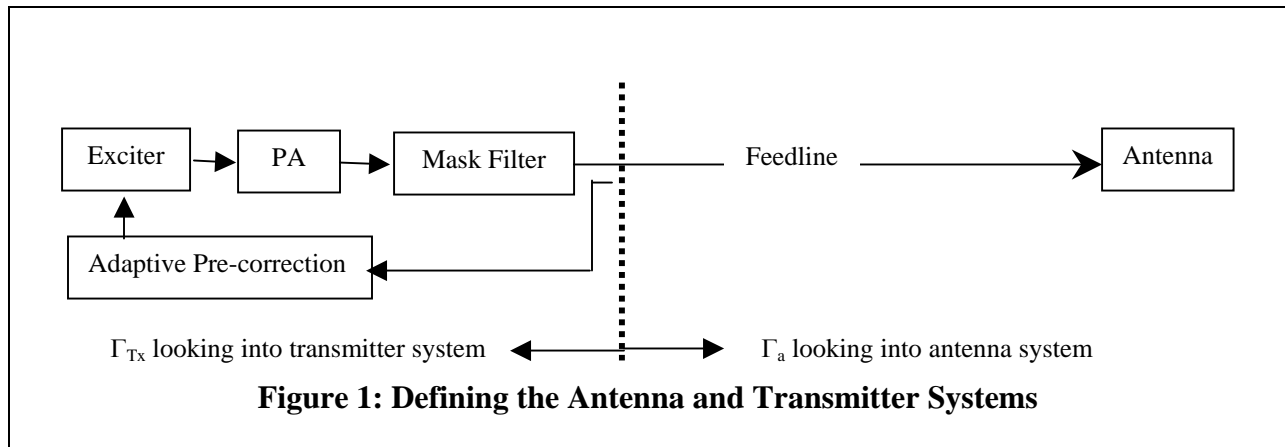 Exciter
PA
Mask Filter
Feedline
Antenna
Adaptive Pre-correction
ΓTx looking into transmitter system
Γa looking into antenna system
Figure 1: Defining the Antenna and Transmitter Systems